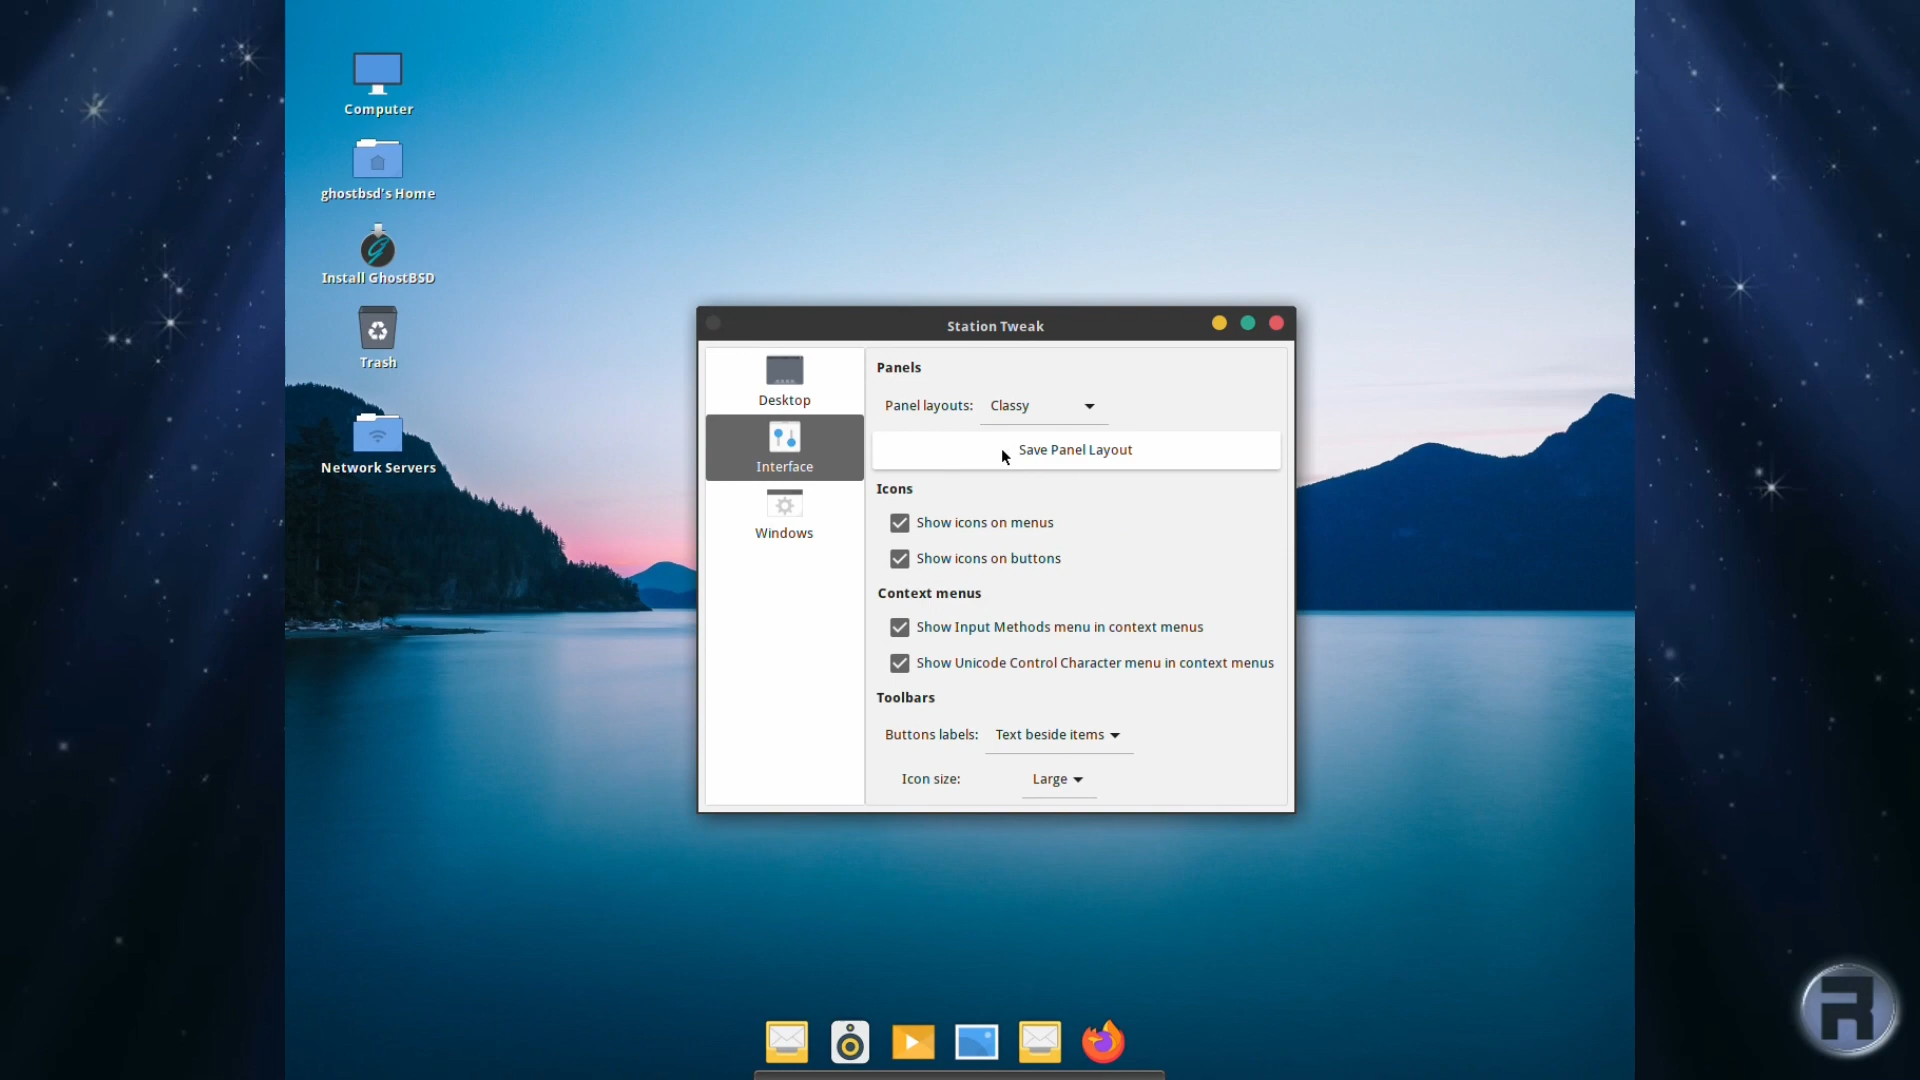 Computer
ghostbsd's Home
Install GhostBSD
Trash
Network Servers
Station Tweak
Desktop
Interface
Windows
Panels
Panel layouts: Classy
Save Panel Layout
Icons
Show icons on menus
Show icons on buttons
Context menus
Show Input Methods menu in context menus
Show Unicode Control Character menu in context menus
Toolbars
Buttons labels: Text beside items
Icon size: Large
R